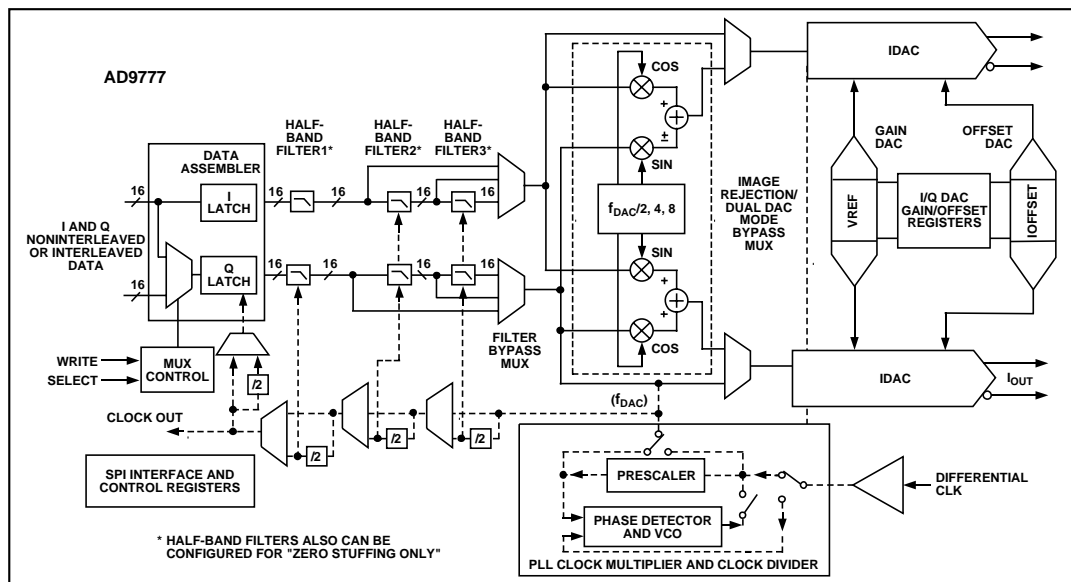 AD9777
HALF-
BAND
FILTER1*
HALF-
BAND
FILTER2*
HALF-
BAND
FILTER3*
DATA
ASSEMBLER
16
I
LATCH
16
16
16
16
I AND Q
NONINTERLEAVED
OR INTERLEAVED
DATA
16
Q
LATCH
16
16
16
16
WRITE
SELECT
MUX
CONTROL
/2
CLOCK OUT
/2
/2
/2
SPI INTERFACE AND
CONTROL REGISTERS
* HALF-BAND FILTERS ALSO CAN BE
CONFIGURED FOR "ZERO STUFFING ONLY"
FILTER
BYPASS
MUX
COS
+
+
±
SIN
fDAC/2, 4, 8
SIN
+
+
COS
IMAGE
REJECTION/
DUAL DAC
MODE
BYPASS
MUX
IDAC
GAIN
DAC
OFFSET
DAC
VREF
I/Q DAC
GAIN/OFFSET
REGISTERS
IOFFSET
IDAC
IOUT
(fDAC)
PRESCALER
PHASE DETECTOR
AND VCO
DIFFERENTIAL
CLK
PLL CLOCK MULTIPLIER AND CLOCK DIVIDER